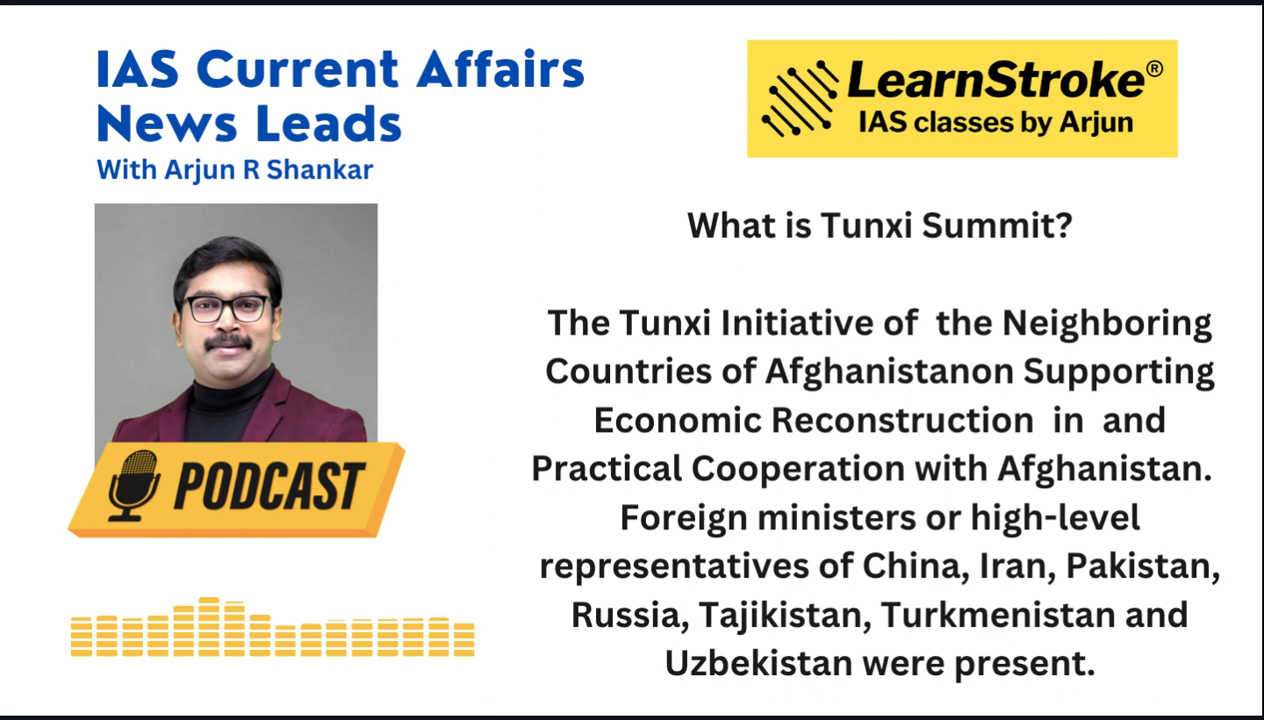 IAS Current Affairs
News Leads
With Arjun R Shankar
LearnStroke®
IAS classes by Arjun
PODCAST
What is Tunxi Summit?
The Tunxi Initiative of the Neighboring
Countries of Afghanistanon Supporting
Economic Reconstruction in and
Practical Cooperation with Afghanistan.
Foreign ministers or high-level
representatives of China, Iran, Pakistan,
Russia, Tajikistan, Turkmenistan and
Uzbekistan were present.